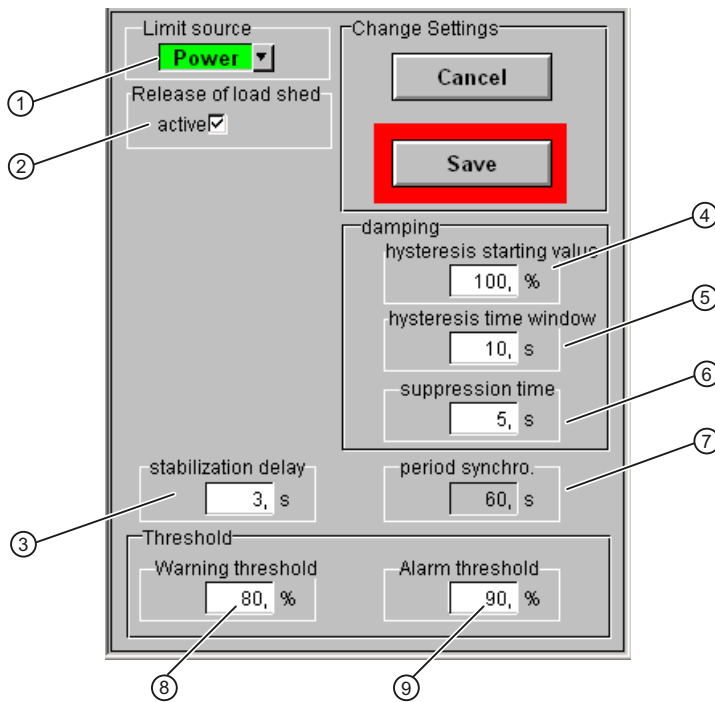 Limit source
Power
Release of load shed
active
Change Settings
Cancel
Save
damping
hysteresis starting value
100, %
hysteresis time window
10, s
suppression time
5, s
stabilization delay
3, s
period synchro.
60, s
Threshold
Warning threshold
80, %
Alarm threshold
90, %
1
2
3
4
5
6
7
8
9